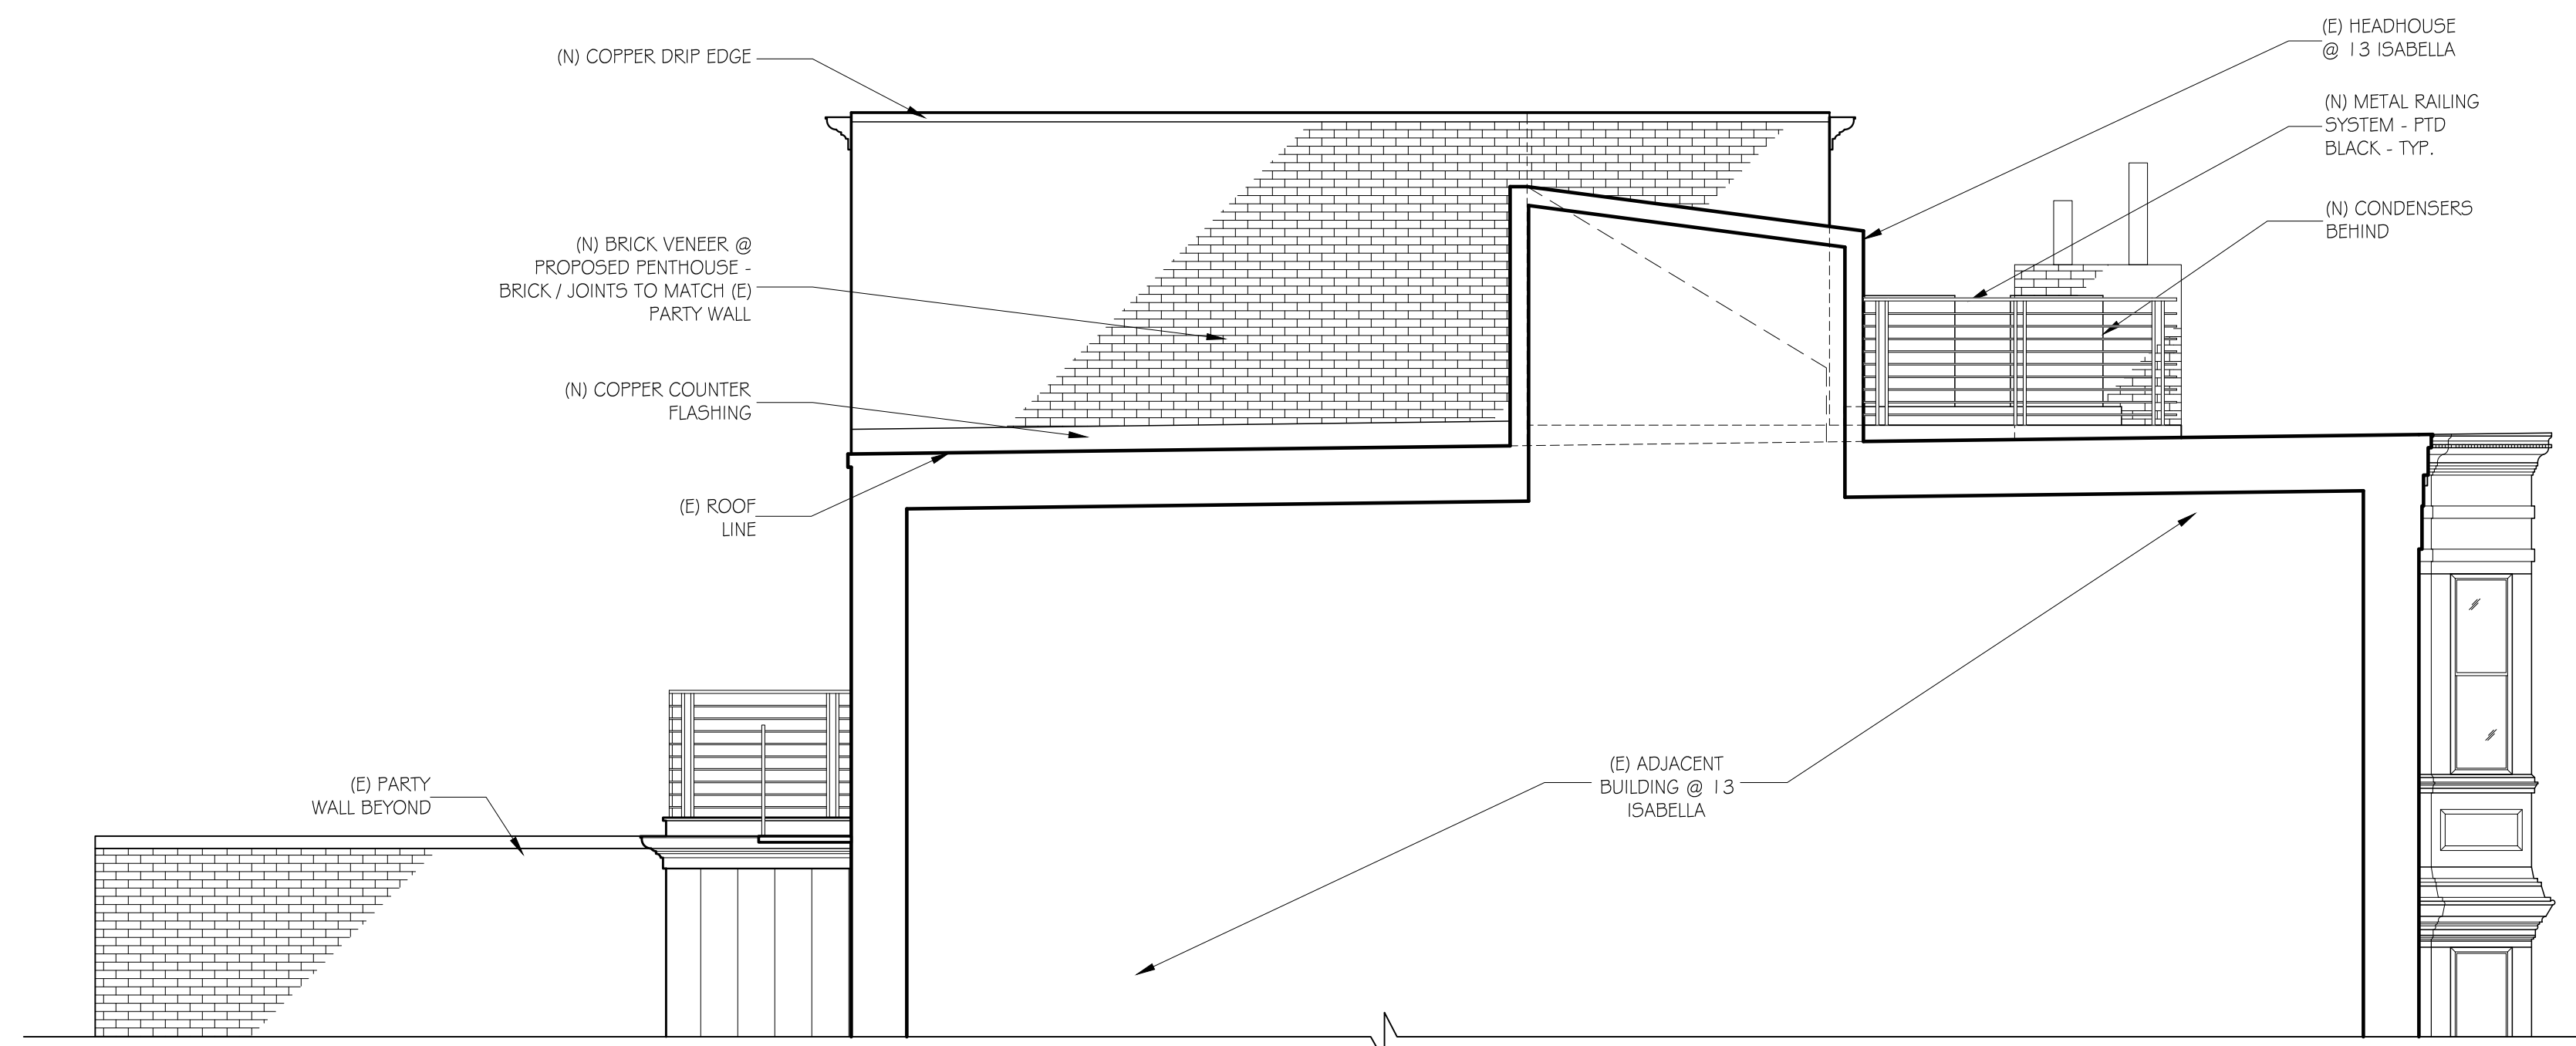 (N) COPPER DRIP EDGE
(E) HEADHOUSE
@ 13 ISABELLA
(N) METAL RAILING
SYSTEM - PTD
BLACK - TYP.
(N) CONDENSERS
BEHIND
(N) BRICK VENEER @
PROPOSED PENTHOUSE -
BRICK / JOINTS TO MATCH (E)
PARTY WALL
(N) COPPER COUNTER
FLASHING
(E) ROOF
LINE
(E) PARTY
WALL BEYOND
(E) ADJACENT
BUILDING @ 13
ISABELLA